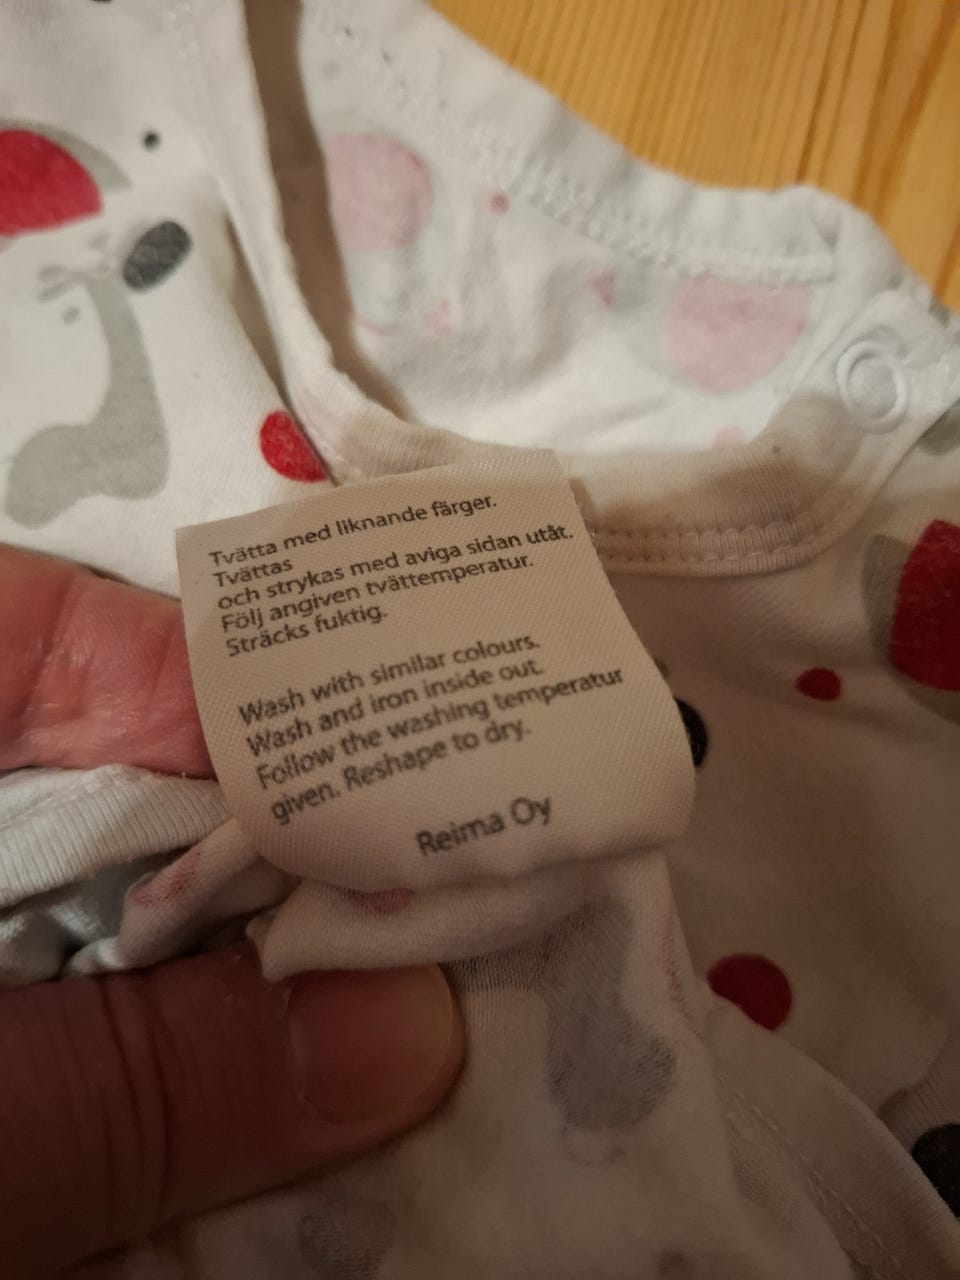 Tvätta med liknande färger.
Tvättas
och strykas med aviga sidan utåt.
Följ angiven tvättemperatur.
Sträcks fuktig.
Wash with similar colours.
Wash and iron inside out.
Follow the washing temperatur
given. Reshape to dry.
Reima Oy